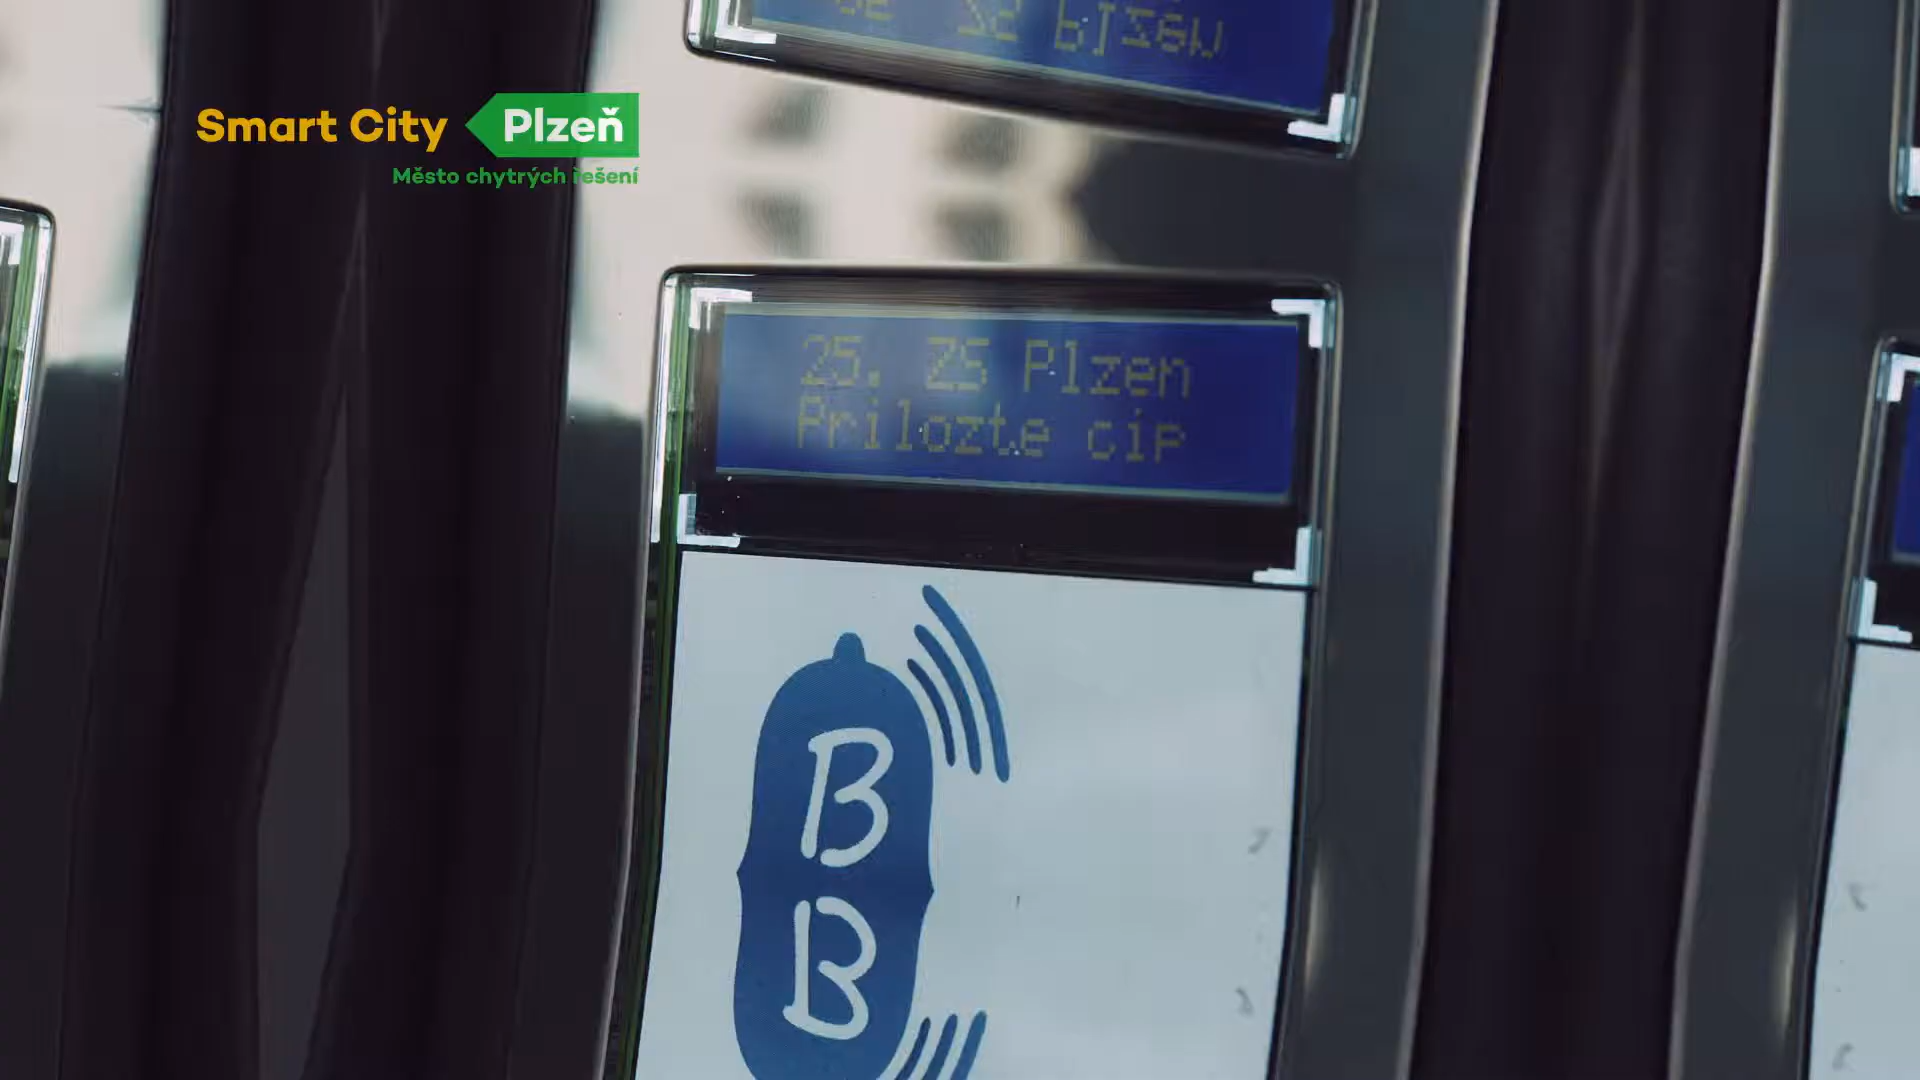 Smart City Plzeň
Město chytrých řešení
25. ZS Plzen
Prilozte cip
B
B